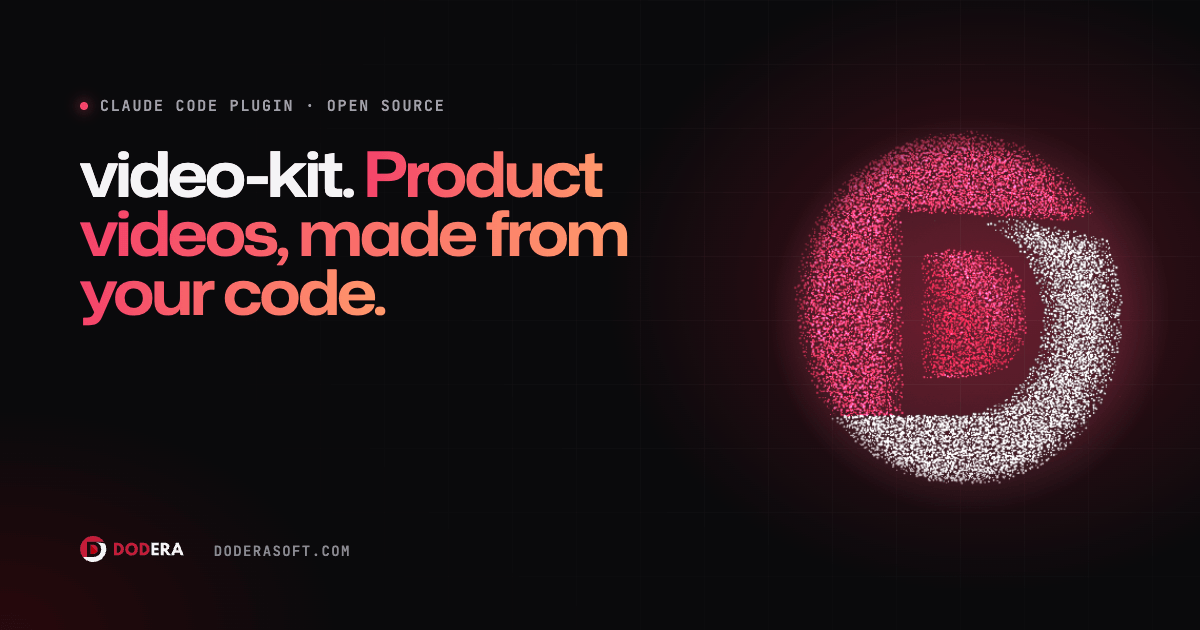 CLAUDE CODE PLUGIN · OPEN SOURCE
video-kit. Product
videos, made from
your code.
DODERA
DODERASOFT.COM